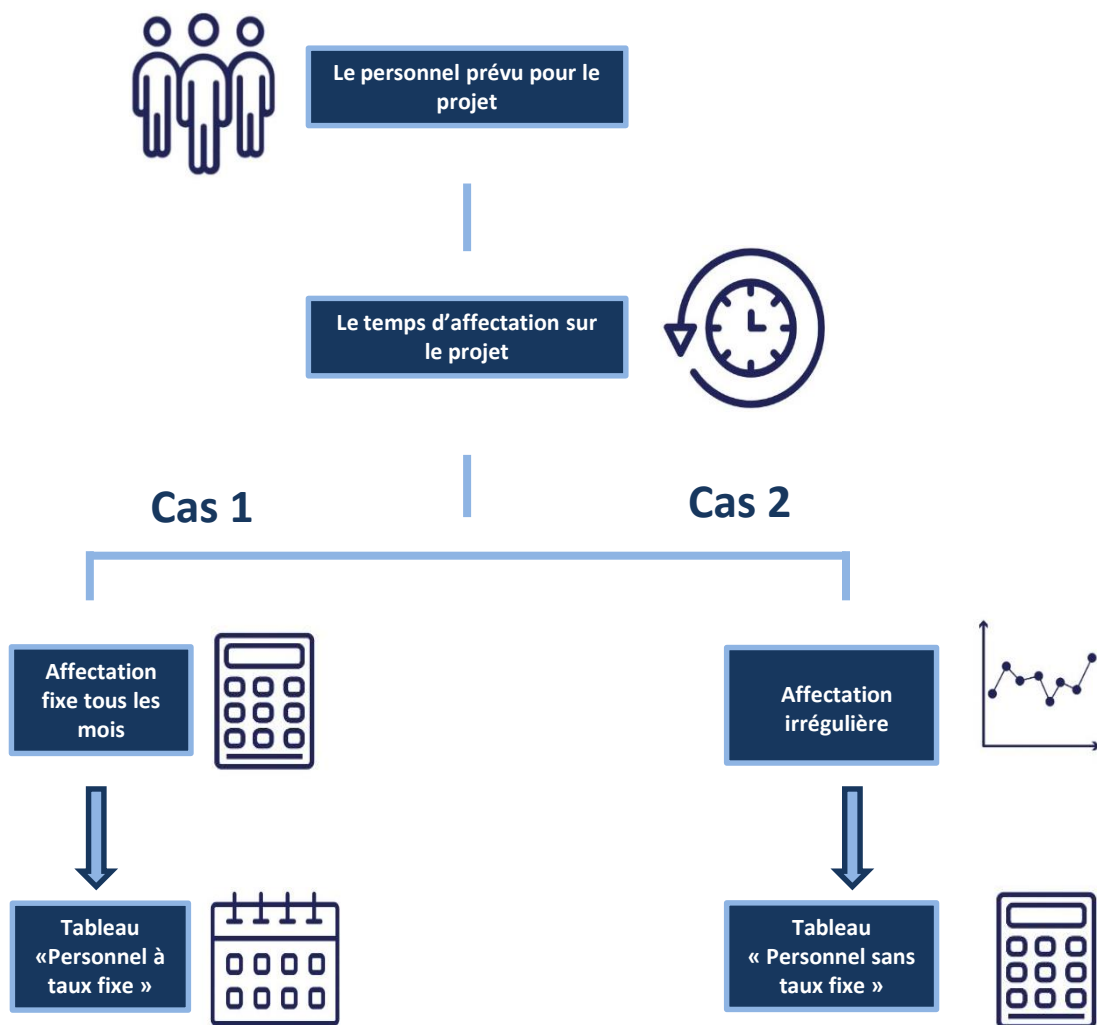 Le personnel prévu pour le
projet
Le temps d’affectation sur
le projet
Cas 1
Cas 2
Affectation
fixe tous les
mois
Affectation
irrégulière
Tableau
«Personnel à
taux fixe »
Tableau
« Personnel sans
taux fixe »